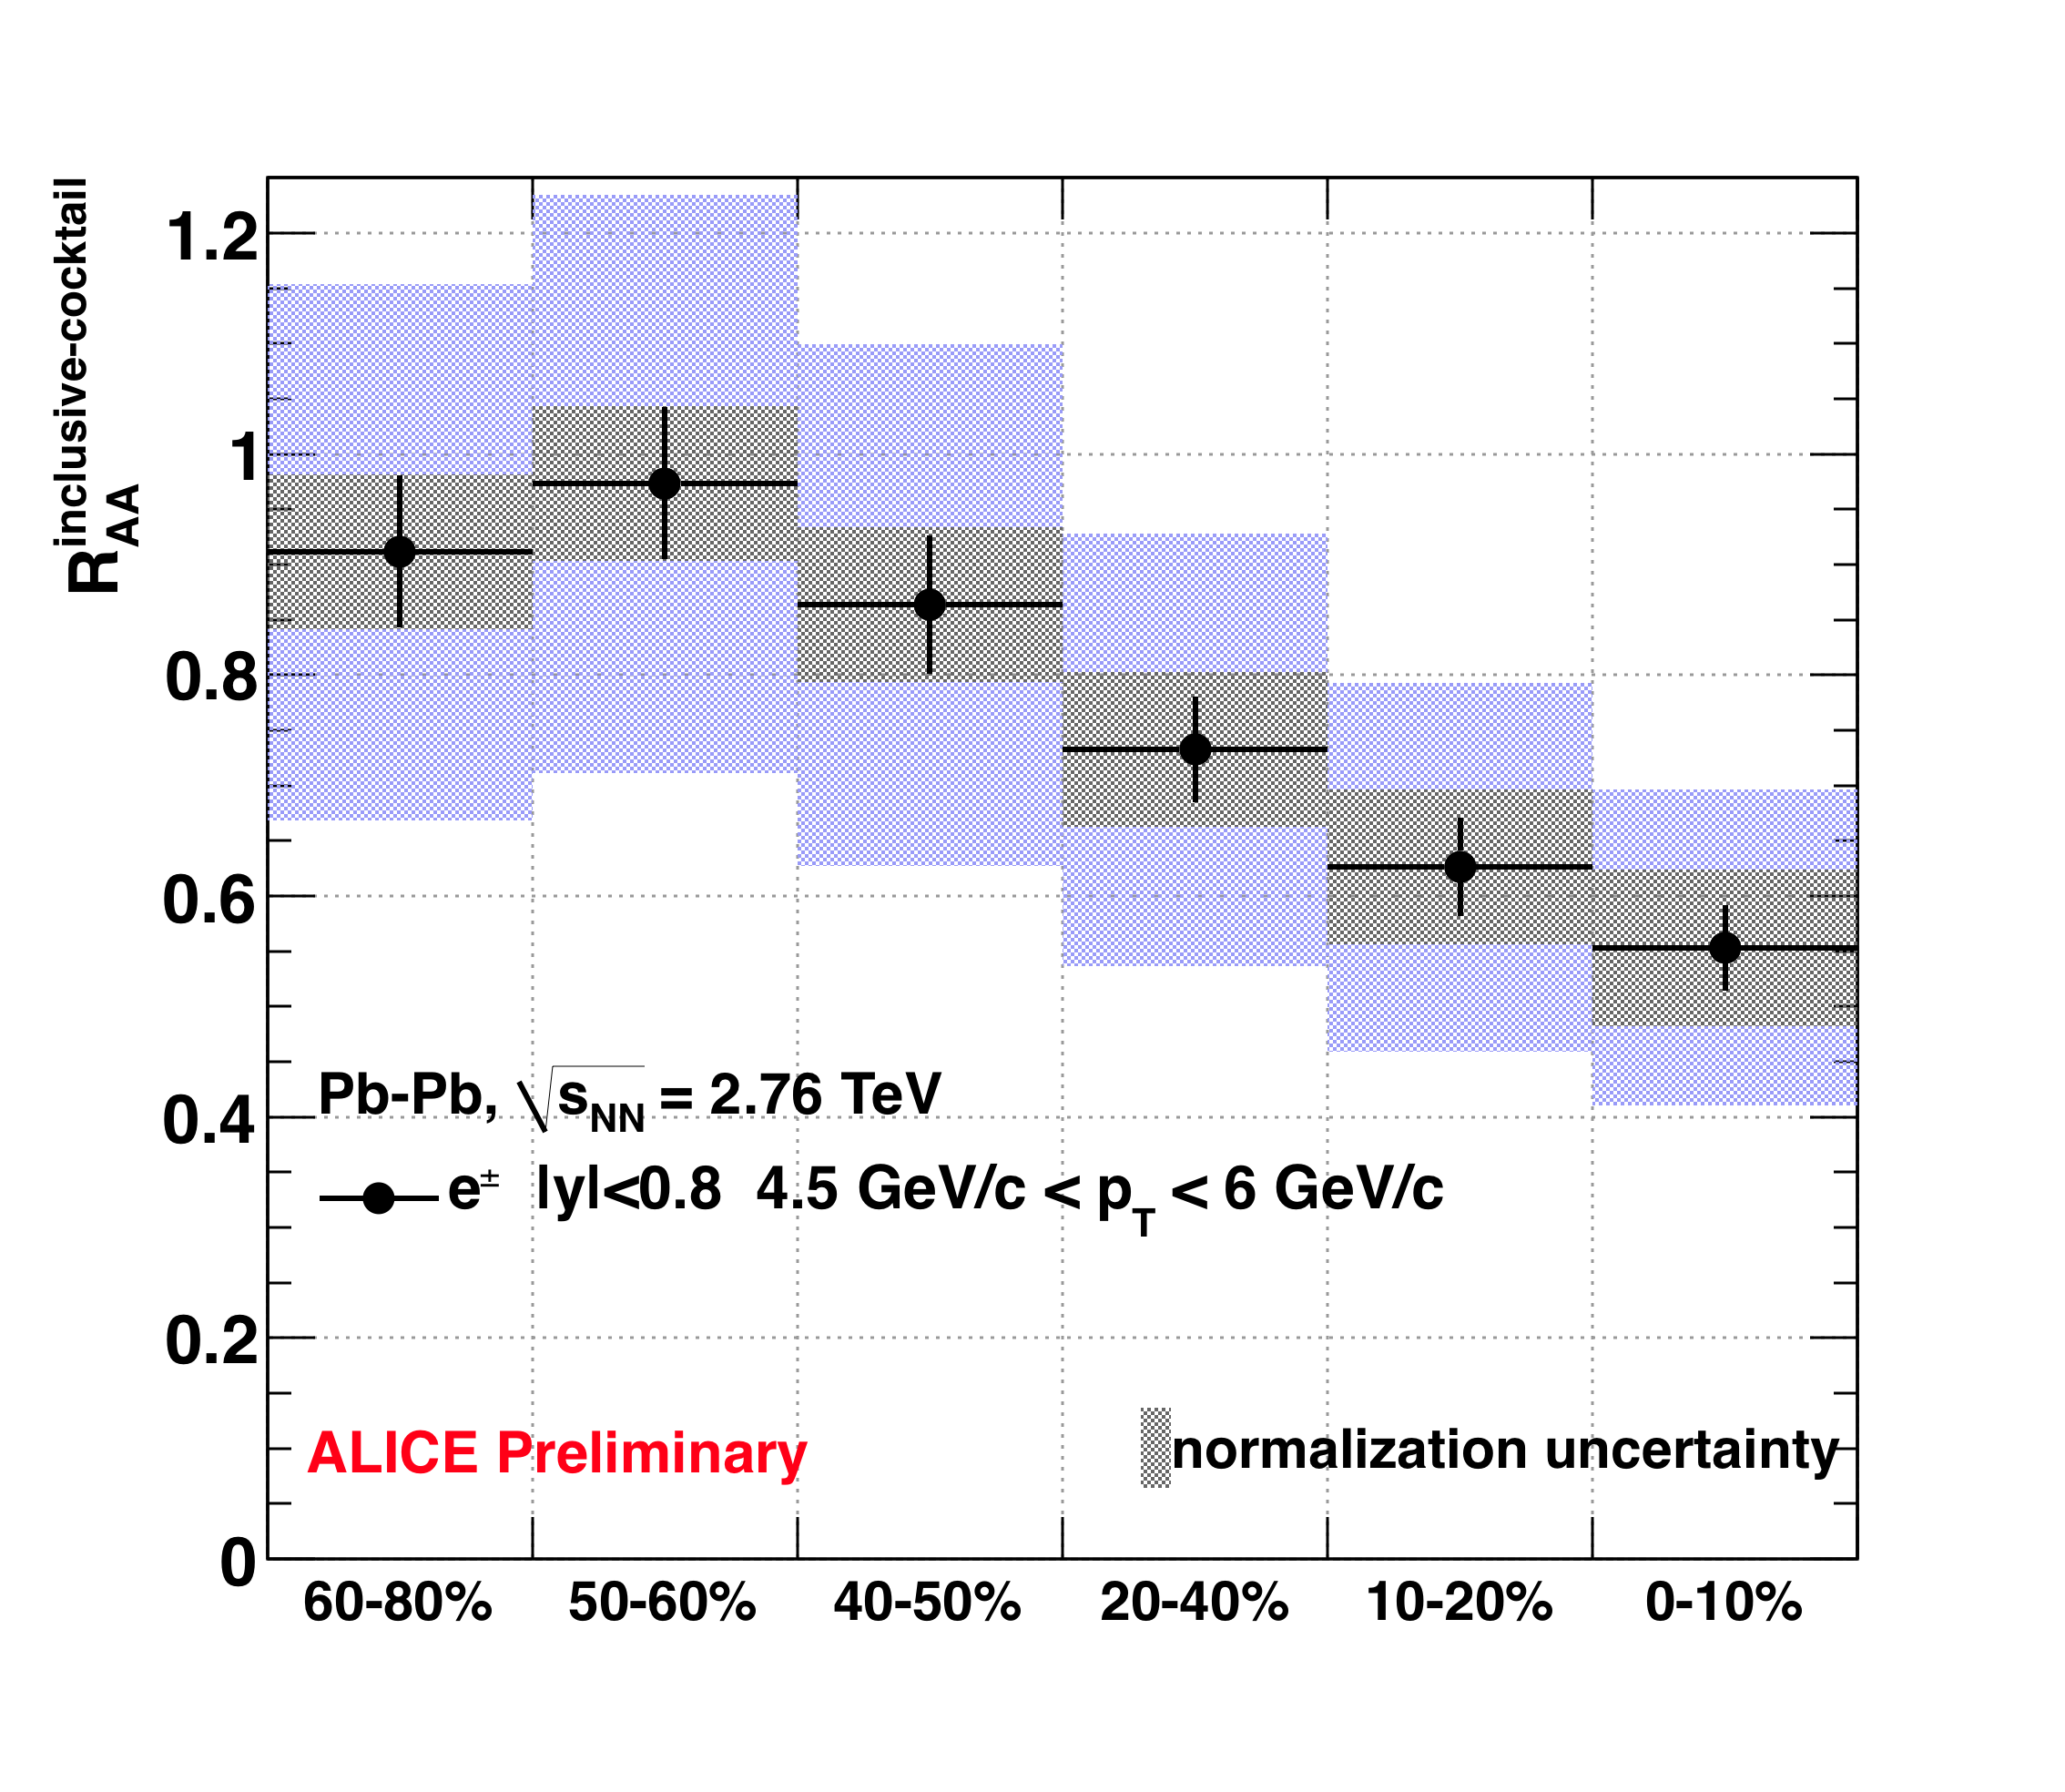 R_AA^inclusive-cocktail
1.2
1
0.8
0.6
0.4
0.2
0
Pb-Pb, √s_NN = 2.76 TeV
e± |y|<0.8 4.5 GeV/c < p_T < 6 GeV/c
ALICE Preliminary
normalization uncertainty
60-80% 50-60% 40-50% 20-40% 10-20% 0-10%